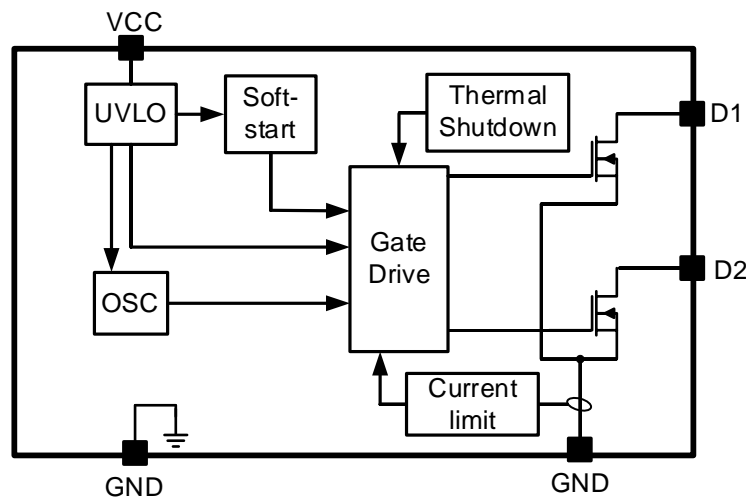 VCC
UVLO
Soft-
start
Thermal
Shutdown
D1
Gate
Drive
D2
OSC
Current
limit
GND
GND